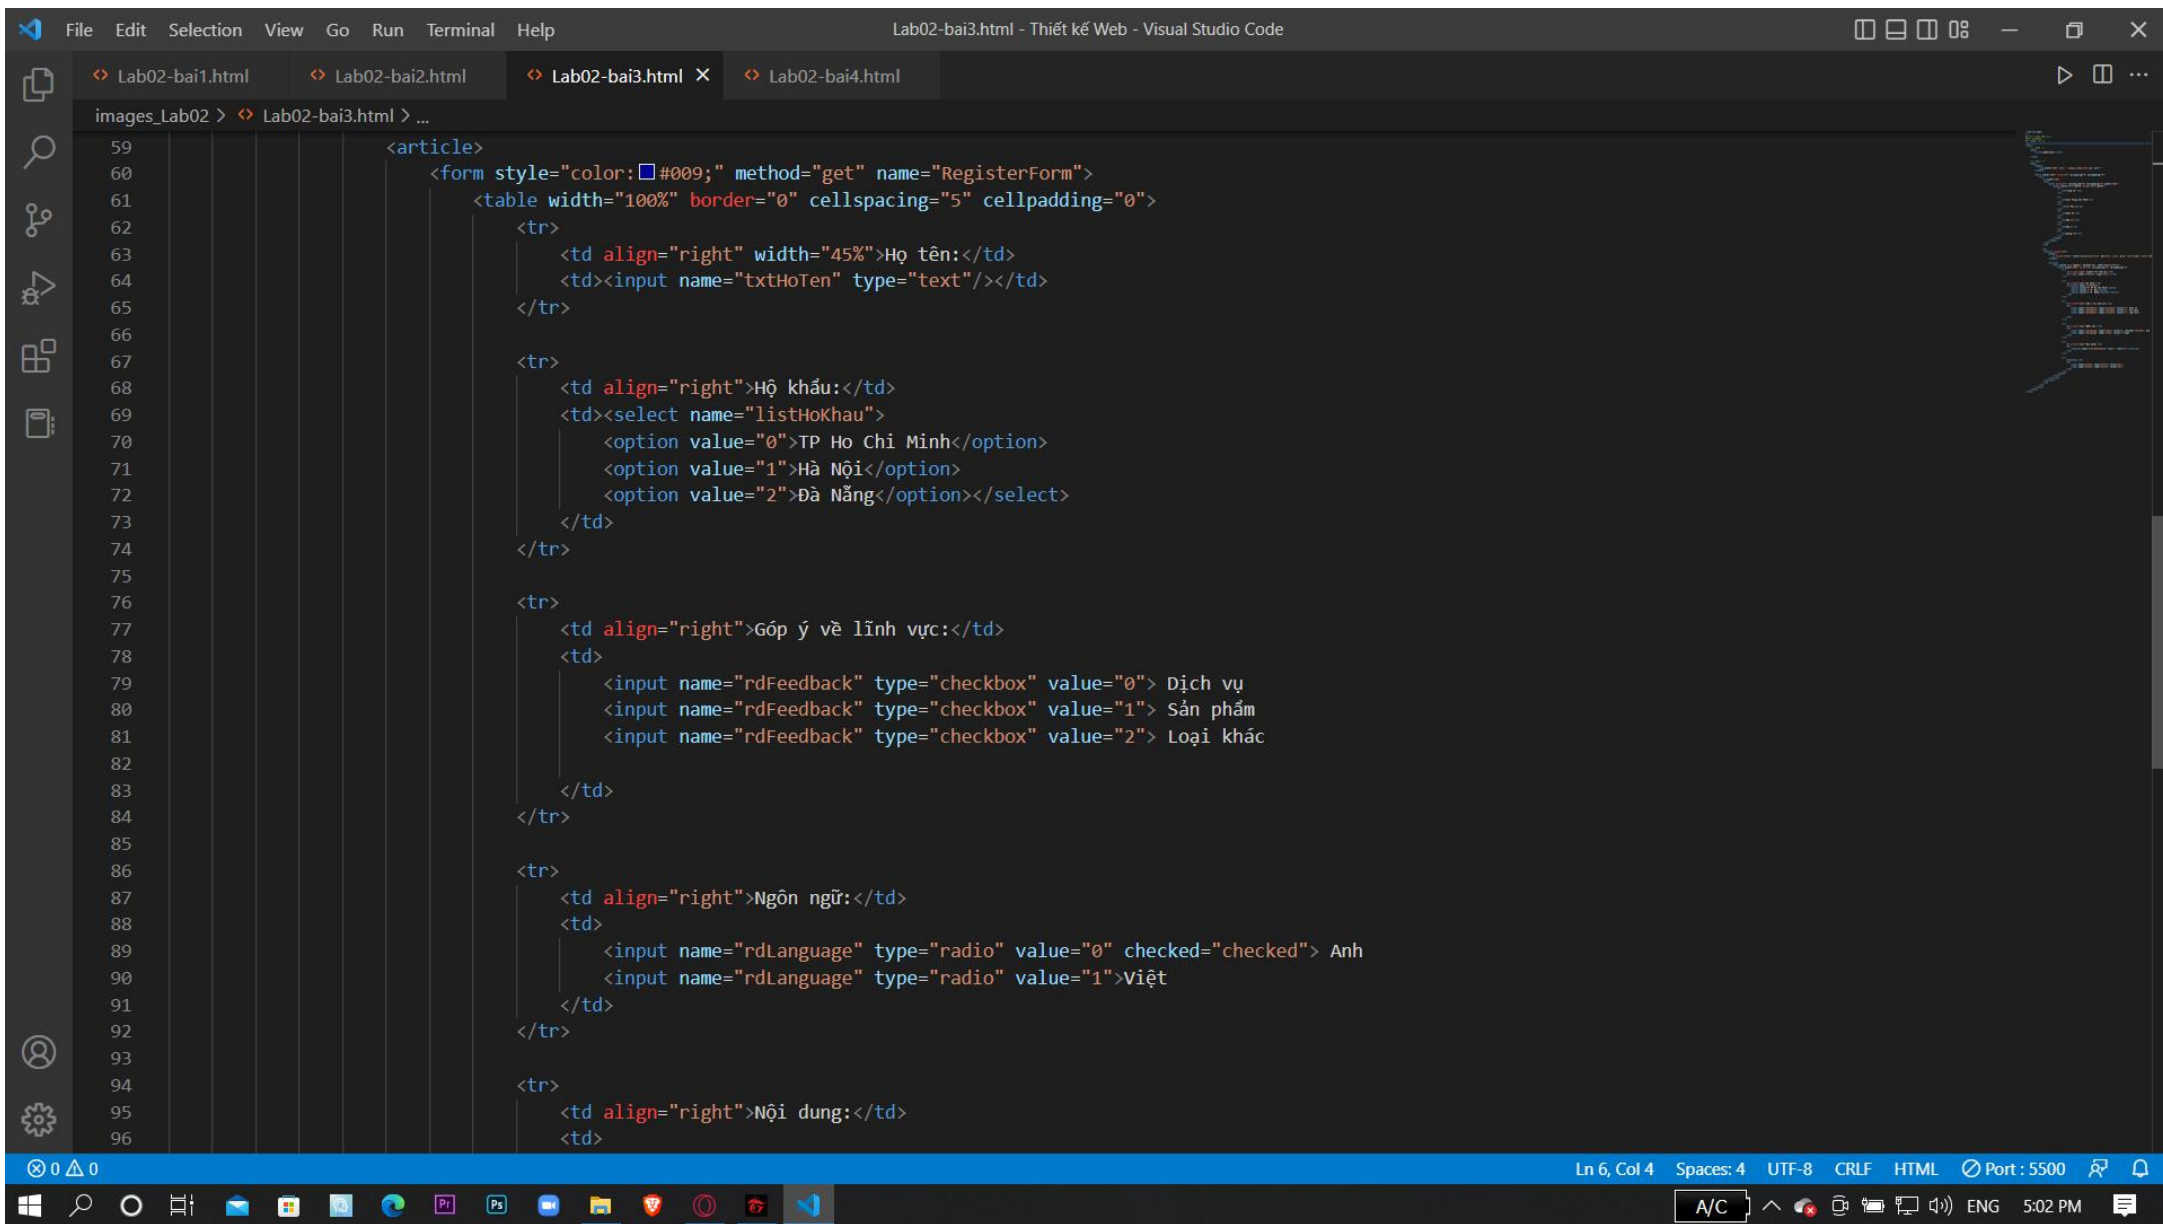 File Edit Selection View Go Run Terminal Help Lab02-bai3.html - Thiết kế Web - Visual Studio Code
Lab02-bai1.html Lab02-bai2.html Lab02-bai3.html Lab02-bai4.html
images_Lab02 > Lab02-bai3.html > ...
59 <article>
60 <form style="color:#009;" method="get" name="RegisterForm">
61 <table width="100%" border="0" cellspacing="5" cellpadding="0">
62 <tr>
63 <td align="right" width="45%">Họ tên:</td>
64 <td><input name="txtHoTen" type="text"/></td>
65 </tr>
66
67 <tr>
68 <td align="right">Hộ khẩu:</td>
69 <td><select name="listHoKhau">
70 <option value="0">TP Ho Chi Minh</option>
71 <option value="1">Hà Nội</option>
72 <option value="2">Đà Nẵng</option></select>
73 </td>
74 </tr>
75
76 <tr>
77 <td align="right">Góp ý về lĩnh vực:</td>
78 <td>
79 <input name="rdFeedback" type="checkbox" value="0"> Dịch vụ
80 <input name="rdFeedback" type="checkbox" value="1"> Sản phẩm
81 <input name="rdFeedback" type="checkbox" value="2"> Loại khác
82
83 </td>
84 </tr>
85
86 <tr>
87 <td align="right">Ngôn ngữ:</td>
88 <td>
89 <input name="rdLanguage" type="radio" value="0" checked="checked"> Anh
90 <input name="rdLanguage" type="radio" value="1">Việt
91 </td>
92 </tr>
93
94 <tr>
95 <td align="right">Nội dung:</td>
96 <td>
0 0 Ln 6, Col 4 Spaces: 4 UTF-8 CRLF HTML Port : 5500
Pr Ps A/C ENG 5:02 PM